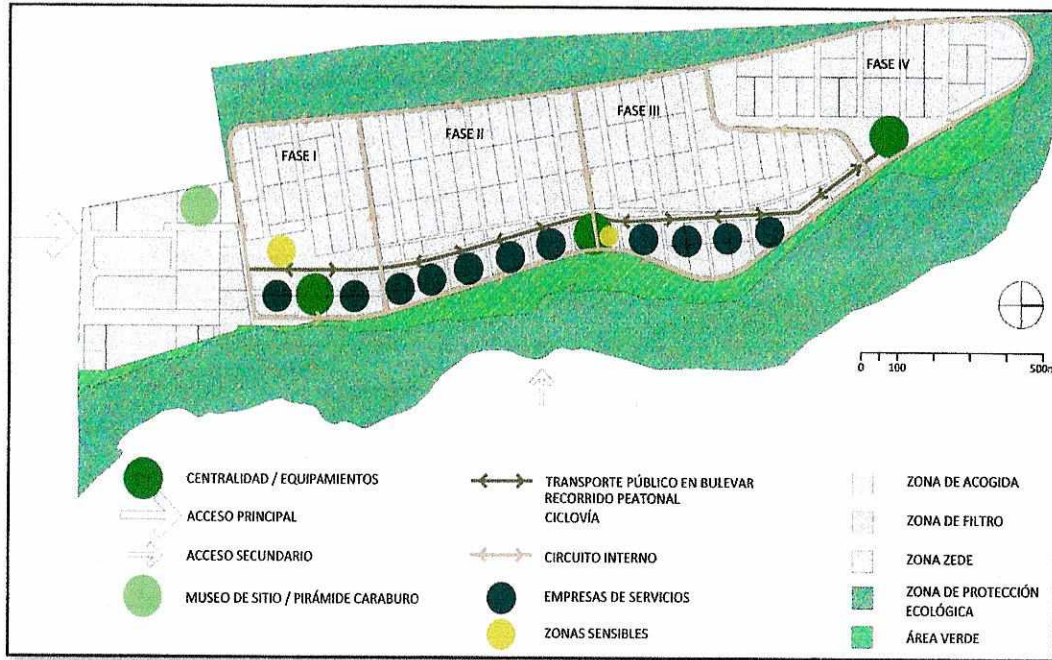 FASE IV
FASE III
FASE II
FASE I
0 100 500m
CENTRALIDAD / EQUIPAMIENTOS
ACCESO PRINCIPAL
ACCESO SECUNDARIO
MUSEO DE SITIO / PIRÁMIDE CARABURO
TRANSPORTE PÚBLICO EN BULEVAR
RECORRIDO PEATONAL
CICLOVÍA
CIRCUITO INTERNO
EMPRESAS DE SERVICIOS
ZONAS SENSIBLES
ZONA DE ACOGIDA
ZONA DE FILTRO
ZONA ZEDE
ZONA DE PROTECCIÓN
ECOLÓGICA
ÁREA VERDE